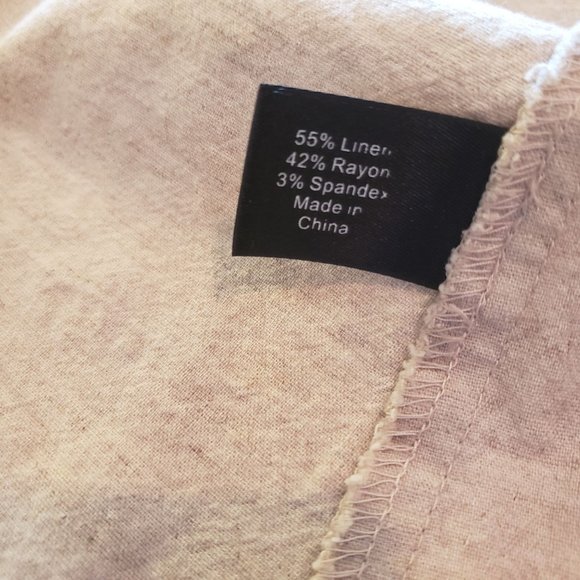 55% Linen
42% Rayon
3% Spandex
Made in
China